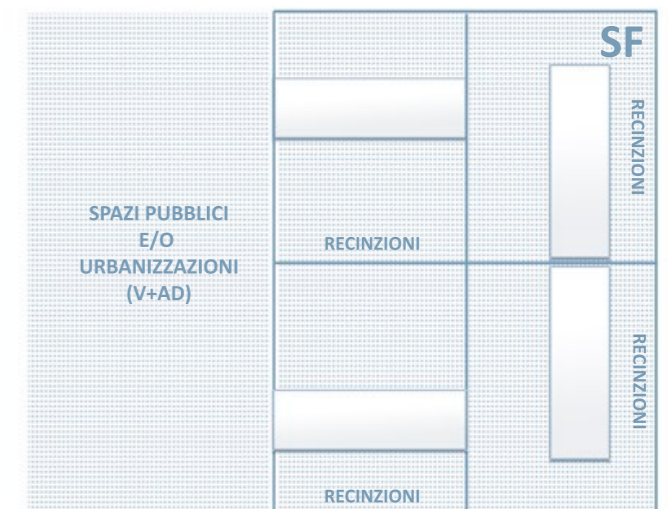 SF
RECINZIONI
SPAZI PUBBLICI
E/O
URBANIZZAZIONI
(V+AD)
RECINZIONI
RECINZIONI
RECINZIONI